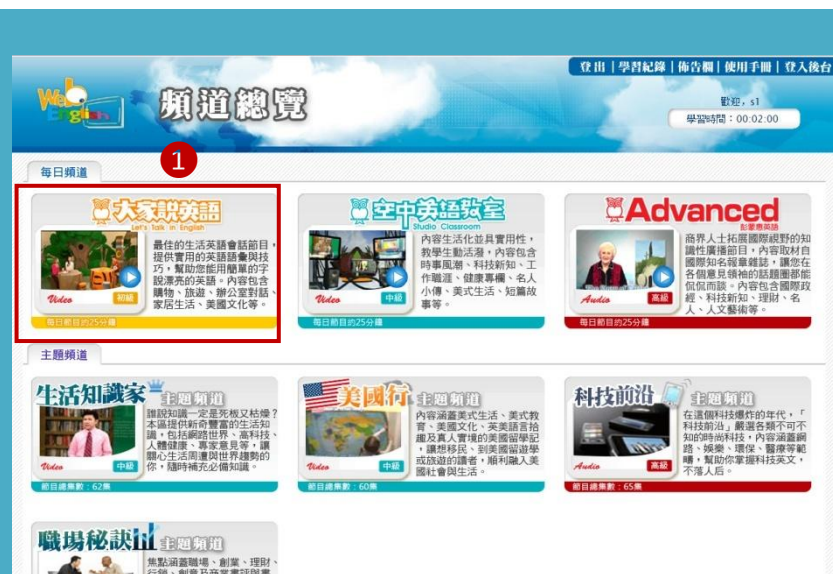 登出 | 學習紀錄 | 佈告欄 | 使用手冊 | 登入後台
Web
English
頻道總覽
歡迎, s1
學習時間：00:02:00
1
每日頻道
大家說英語
Let's Talk in English
最佳的生活英語會話節目，
提供實用的英語語彙與技
巧，幫助您能用簡單的字
說漂亮的英語。內容包含
購物、旅遊、辦公室對話、
家居生活、美國文化等。
Video
初級
每日節目約25分鐘
空中英語教室
Studio Classroom
內容生活化並具實用性，
教學生動活潑，內容包含
時事風潮、科技新知、工
作職涯、健康專欄、名人
小傳、美式生活、短篇故
事等。
Video
中級
每日節目約25分鐘
Advanced
彭蒙惠英語
商界人士拓展國際視野的知
識性廣播節目，內容取材自
國際知名報章雜誌，讓您在
各個意見領袖的話題圈都能
侃侃而談。內容包含國際政
經、科技新知、理財、名
人、人文藝術等。
Audio
高級
每日節目約25分鐘
主題頻道
生活知識家
主題頻道
誰說知識一定是死板又枯燥？
本區提供新奇豐富的生活知
識，包括網路世界、高科技、
人體健康、專家意見等，讓
關心生活周遭與世界趨勢的
你，隨時補充必備知識。
Video
中級
節目總集數：62集
美國行
主題頻道
內容涵蓋美式生活、美式教
育、美國文化、英美語言拾
趣及真人實境的美國留學記
，讓想移民、到美國留遊學
或旅遊的讀者，順利融入美
國社會與生活。
Video
中級
節目總集數：60集
科技前沿
主題頻道
在這個科技爆炸的年代，「
科技前沿」嚴選各類不可不
知的時尚科技，內容涵蓋網
路、娛樂、環保、醫療等範
疇，幫助你掌握科技英文，
不落人后。
Audio
高級
節目總集數：65集
職場秘訣
主題頻道
焦點涵蓋職場、創業、理財、